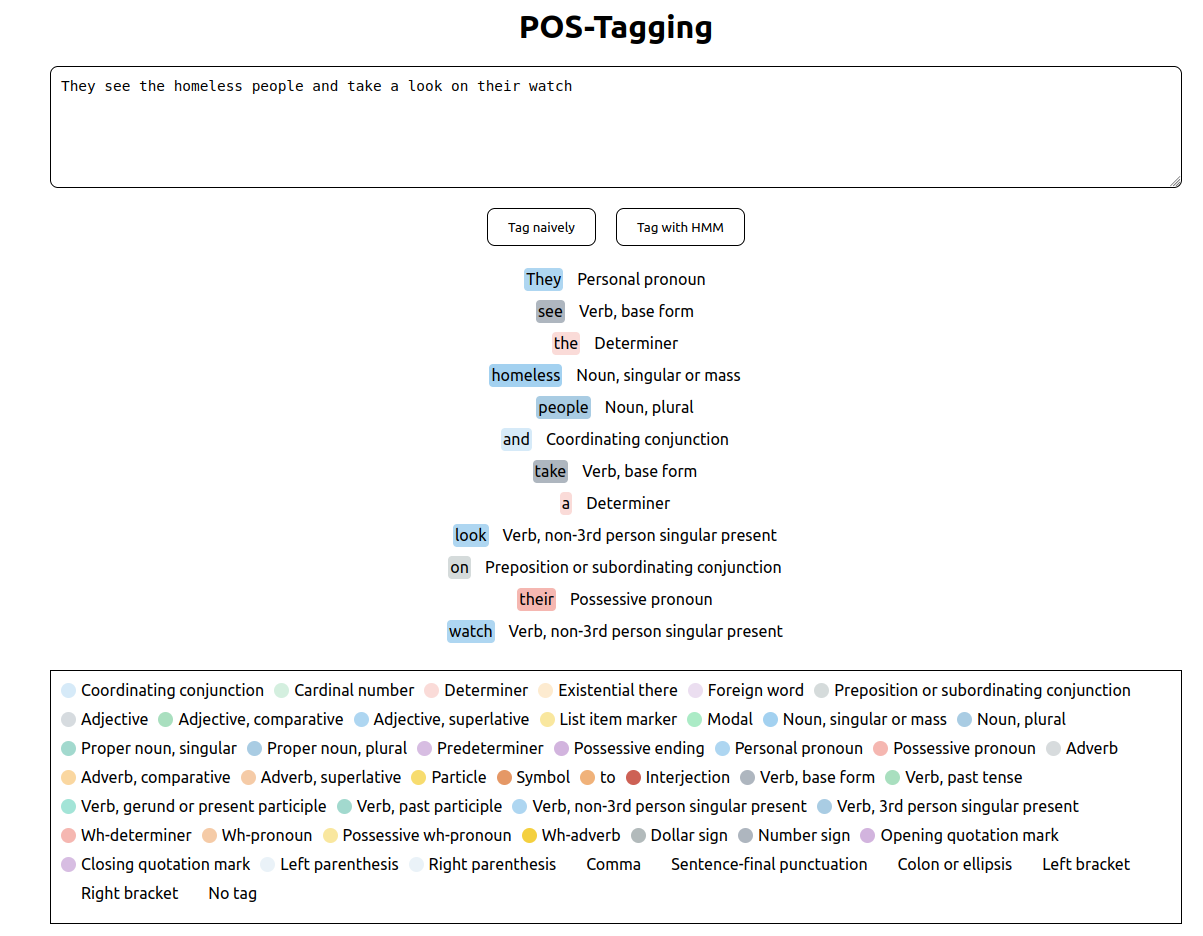 POS-Tagging
They see the homeless people and take a look on their watch
Tag naively Tag with HMM
They Personal pronoun
see Verb, base form
the Determiner
homeless Noun, singular or mass
people Noun, plural
and Coordinating conjunction
take Verb, base form
a Determiner
look Verb, non-3rd person singular present
on Preposition or subordinating conjunction
their Possessive pronoun
watch Verb, non-3rd person singular present
Coordinating conjunction Cardinal number Determiner Existential there Foreign word Preposition or subordinating conjunction
Adjective Adjective, comparative Adjective, superlative List item marker Modal Noun, singular or mass Noun, plural
Proper noun, singular Proper noun, plural Predeterminer Possessive ending Personal pronoun Possessive pronoun Adverb
Adverb, comparative Adverb, superlative Particle Symbol to Interjection Verb, base form Verb, past tense
Verb, gerund or present participle Verb, past participle Verb, non-3rd person singular present Verb, 3rd person singular present
Wh-determiner Wh-pronoun Possessive wh-pronoun Wh-adverb Dollar sign Number sign Opening quotation mark
Closing quotation mark Left parenthesis Right parenthesis Comma Sentence-final punctuation Colon or ellipsis Left bracket
Right bracket No tag